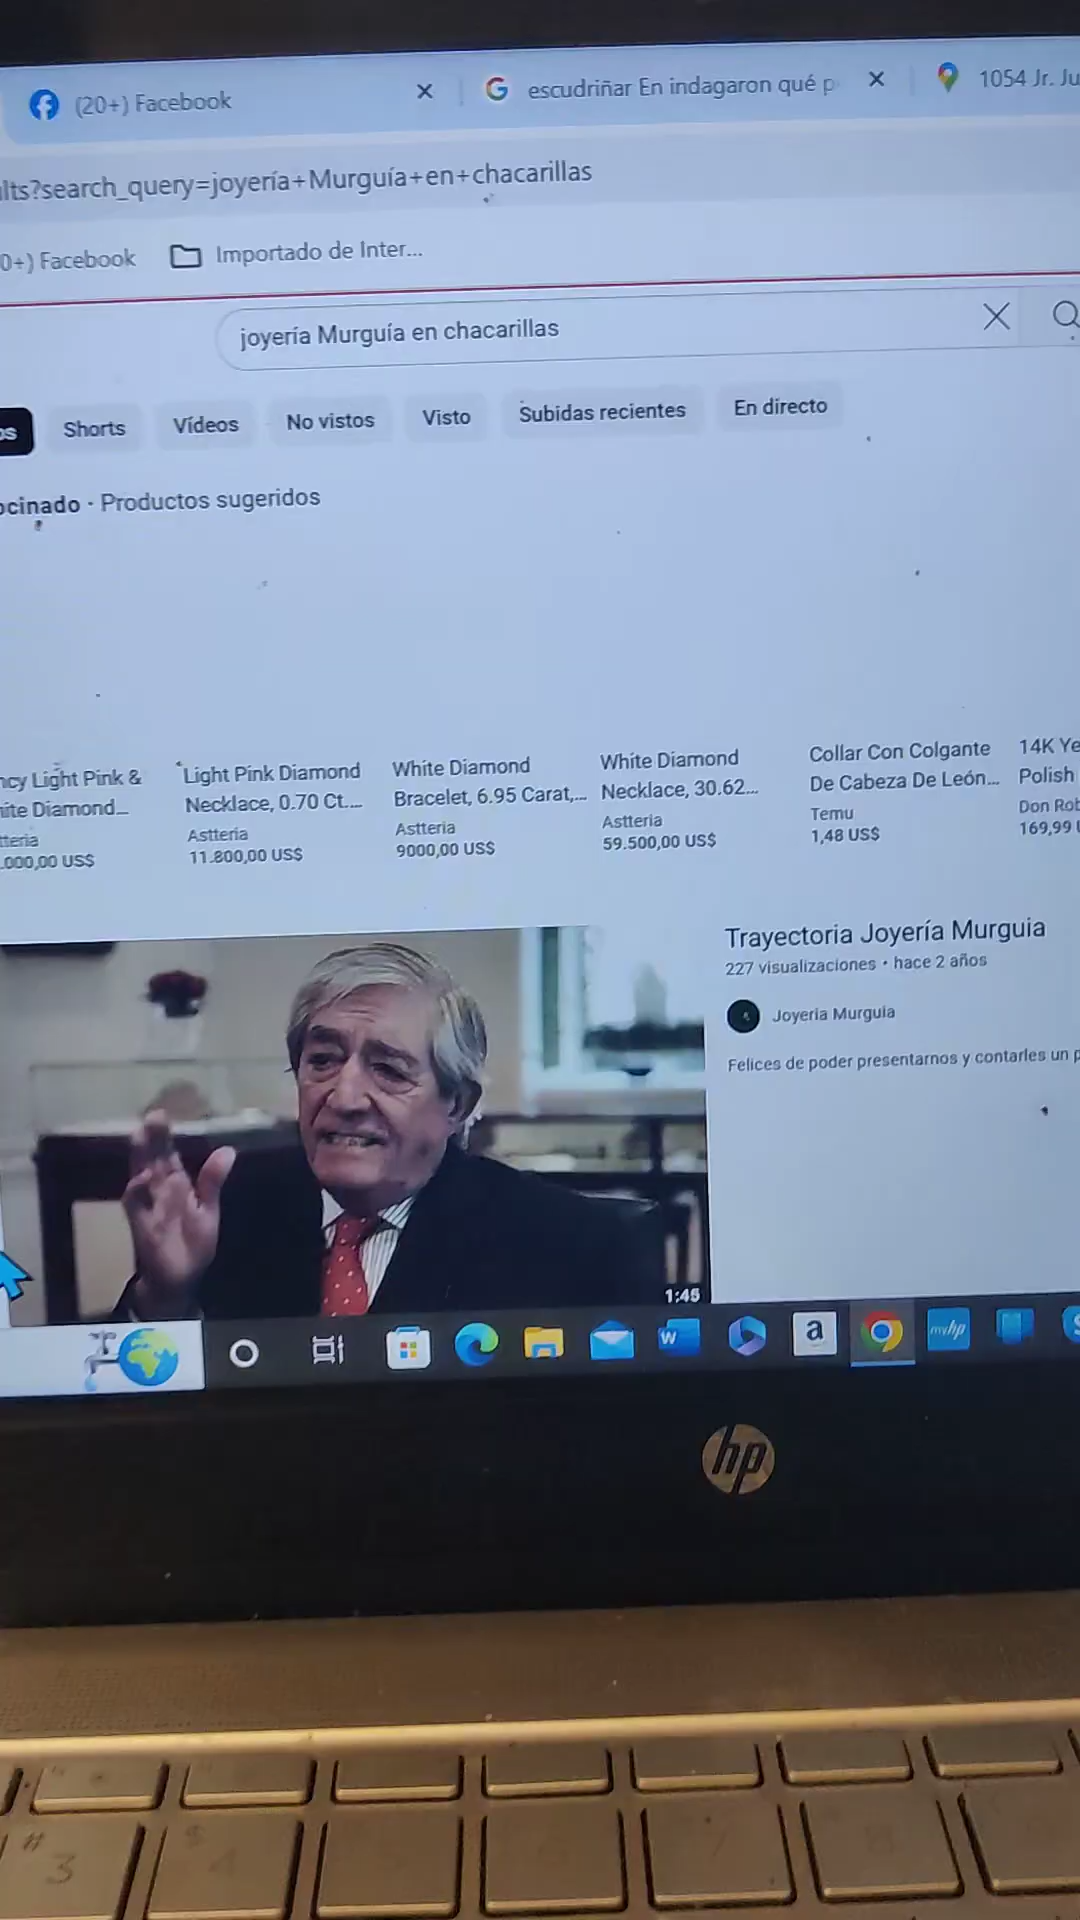 (20+) Facebook
escudriñar En indagaron qué p
1054 Jr. Ju
lts?search_query=joyería+Murguía+en+chacarillas
0+) Facebook
Importado de Inter...
joyería Murguía en chacarillas
os
Shorts
Vídeos
No vistos
Visto
Subidas recientes
En directo
ocinado · Productos sugeridos
ncy Light Pink &
ite Diamond...
tteria
.000,00 US$
Light Pink Diamond
Necklace, 0.70 Ct....
Astteria
11.800,00 US$
White Diamond
Bracelet, 6.95 Carat,...
Astteria
9000,00 US$
White Diamond
Necklace, 30.62...
Astteria
59.500,00 US$
Collar Con Colgante
De Cabeza De León...
Temu
1,48 US$
14K Ye
Polish
Don Rob
169,99 U
Trayectoria Joyería Murguia
227 visualizaciones • hace 2 años
Joyeria Murguia
Felices de poder presentarnos y contarles un p
1:45
W
a
myhp
S
hp
# 3
$ 4